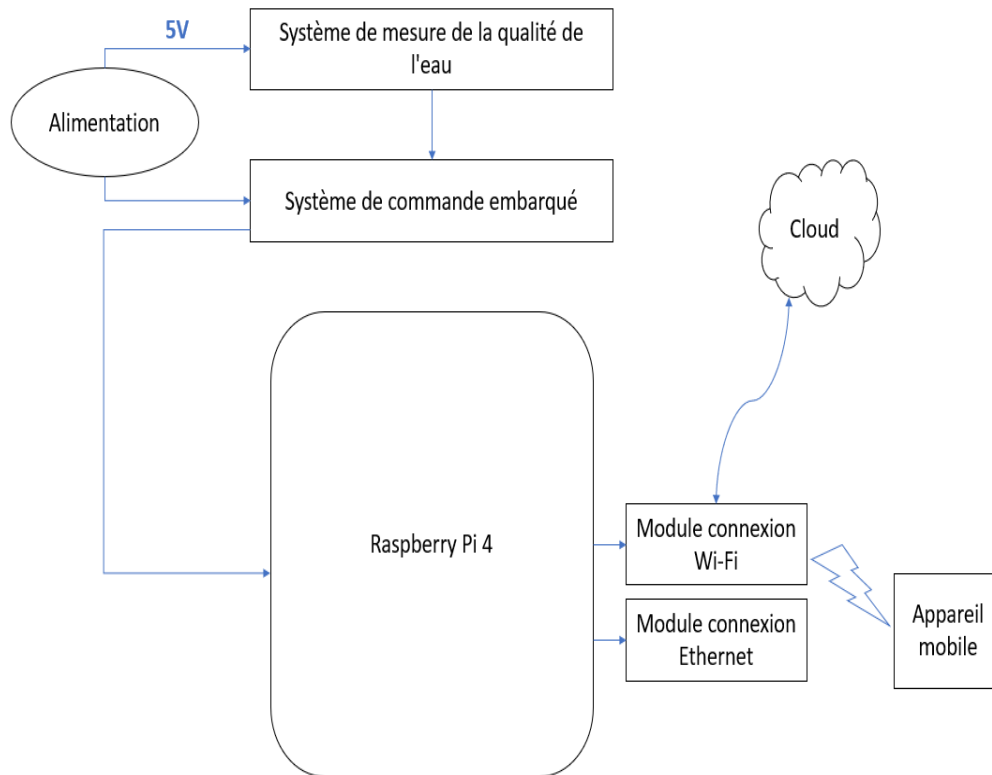 5V
Système de mesure de la qualité de
l'eau
Alimentation
Système de commande embarqué
Cloud
Raspberry Pi 4
Module connexion
Wi-Fi
Module connexion
Ethernet
Appareil
mobile